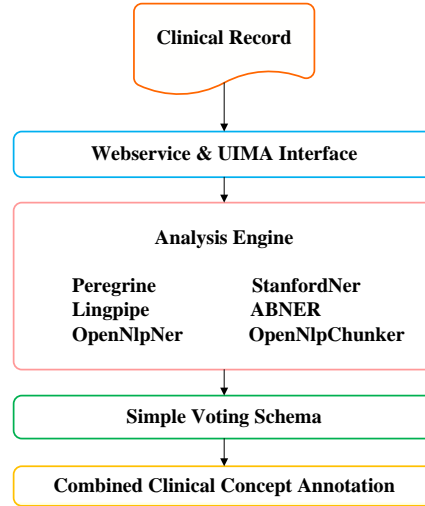 Clinical Record
Webservice & UIMA Interface
Analysis Engine
Peregrine StanfordNer
Lingpipe ABNER
OpenNlpNer OpenNlpChunker
Simple Voting Schema
Combined Clinical Concept Annotation